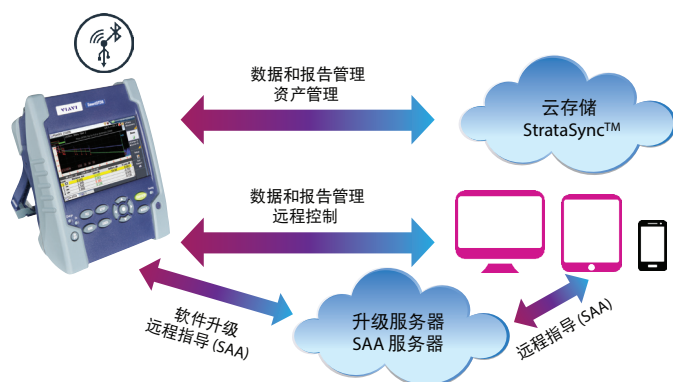 数据和报告管理
资产管理
云存储
StrataSync™
数据和报告管理
远程控制
软件升级
远程指导 (SAA)
升级服务器
SAA 服务器
远程指导 (SAA)